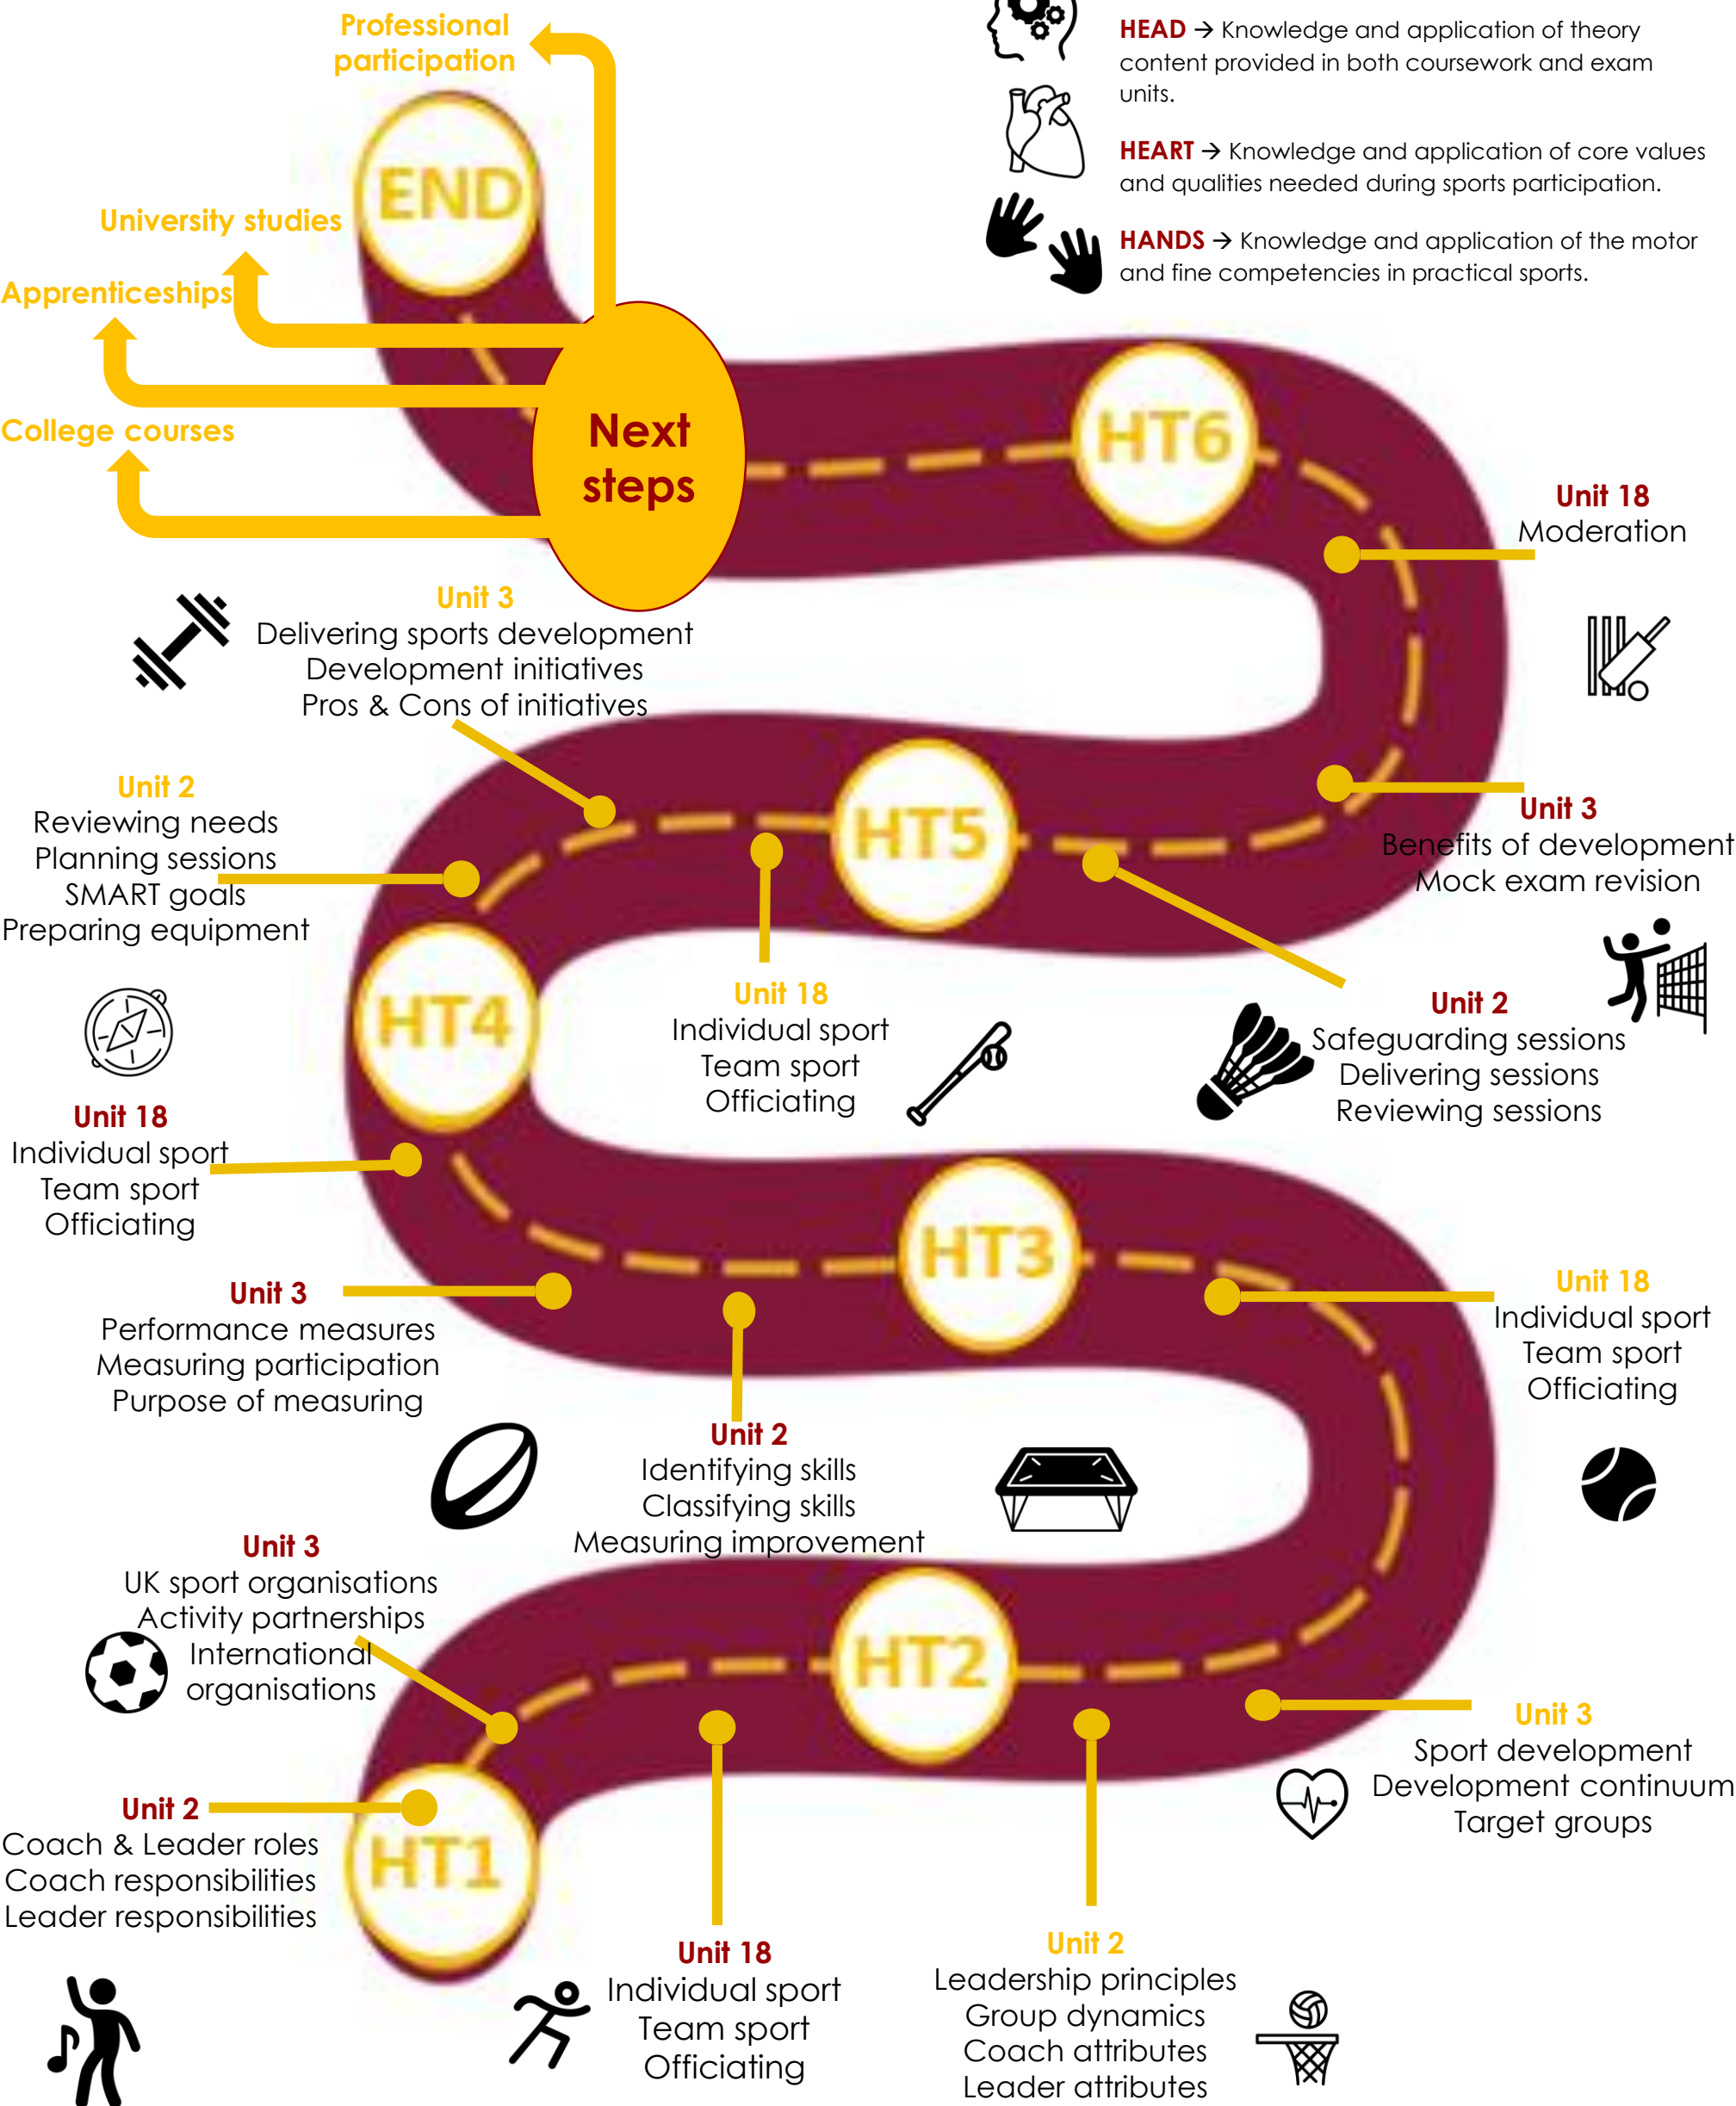 Professional
participation
HEAD → Knowledge and application of theory
content provided in both coursework and exam
units.
HEART → Knowledge and application of core values
and qualities needed during sports participation.
HANDS → Knowledge and application of the motor
and fine competencies in practical sports.
END
University studies
Apprenticeships
College courses
Next
steps
HT6
Unit 18
Moderation
Unit 3
Delivering sports development
Development initiatives
Pros & Cons of initiatives
Unit 2
Reviewing needs
Planning sessions
SMART goals
Preparing equipment
HT5
Unit 3
Benefits of development
Mock exam revision
HT4
Unit 18
Individual sport
Team sport
Officiating
Unit 2
Safeguarding sessions
Delivering sessions
Reviewing sessions
Unit 18
Individual sport
Team sport
Officiating
HT3
Unit 3
Performance measures
Measuring participation
Purpose of measuring
Unit 18
Individual sport
Team sport
Officiating
Unit 2
Identifying skills
Classifying skills
Measuring improvement
Unit 3
UK sport organisations
Activity partnerships
International
organisations
HT2
Unit 3
Sport development
Development continuum
Target groups
Unit 2
Coach & Leader roles
Coach responsibilities
Leader responsibilities
HT1
Unit 18
Individual sport
Team sport
Officiating
Unit 2
Leadership principles
Group dynamics
Coach attributes
Leader attributes